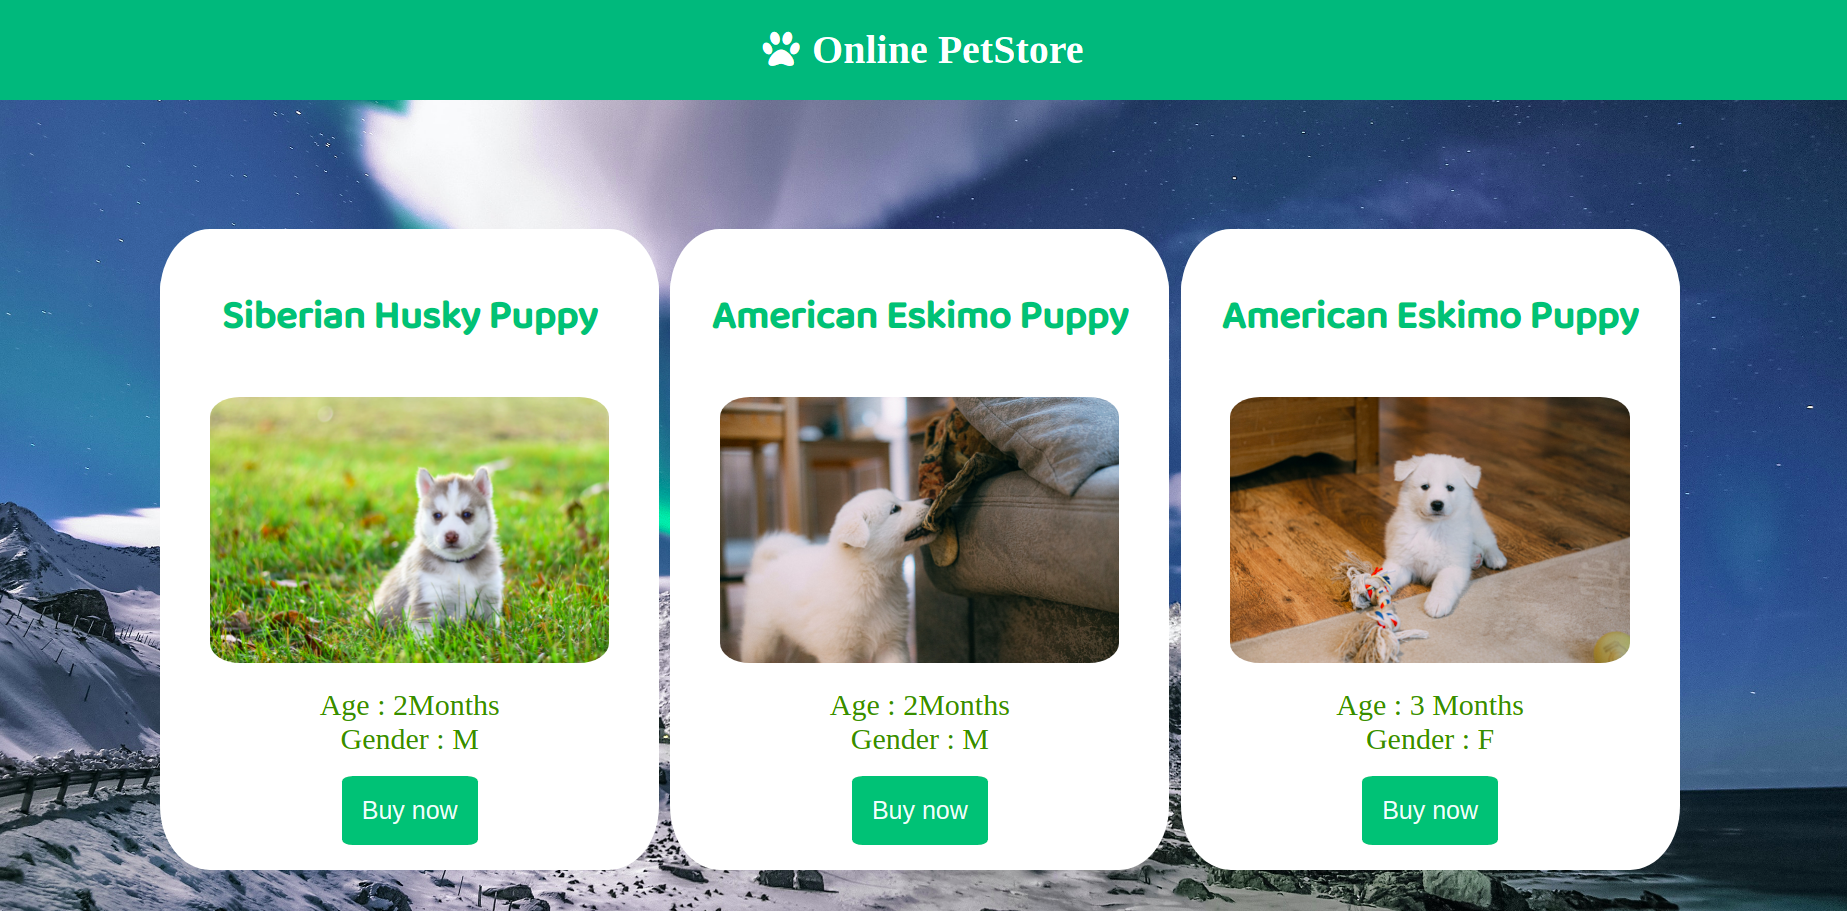 Online PetStore
Siberian Husky Puppy
Age : 2Months
Gender : M
Buy now
American Eskimo Puppy
Age : 2Months
Gender : M
Buy now
American Eskimo Puppy
Age : 3 Months
Gender : F
Buy now